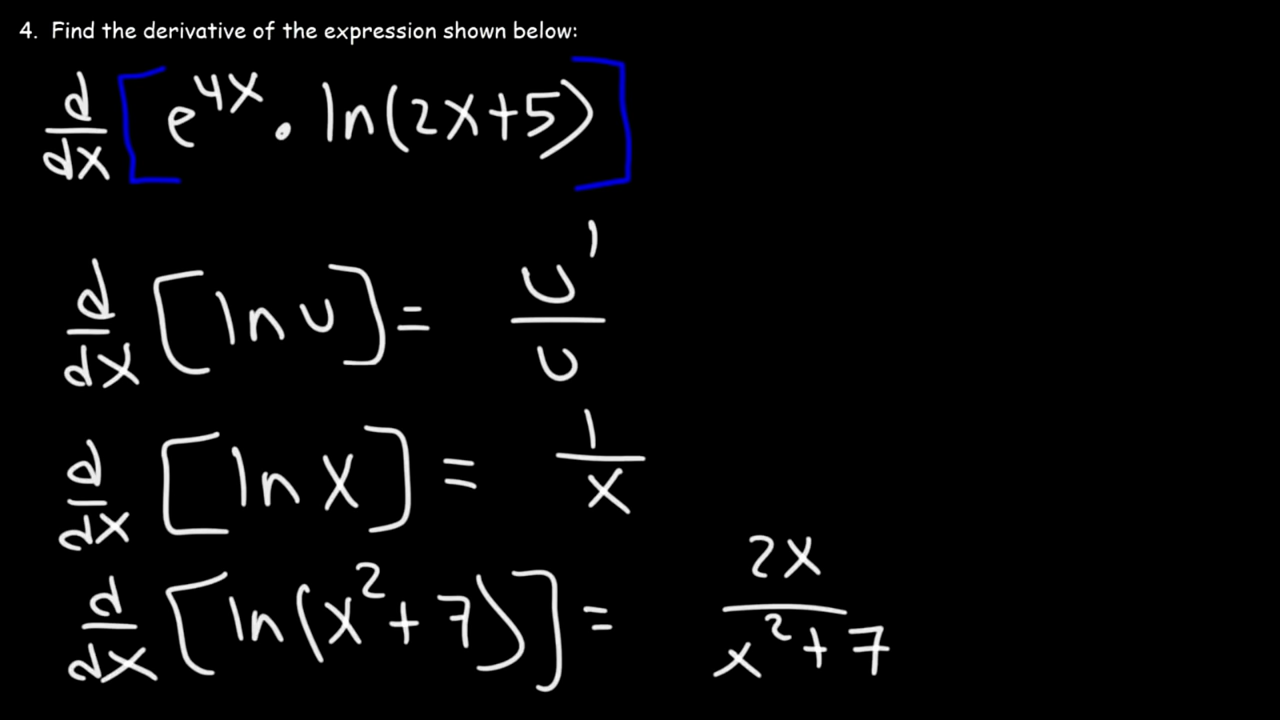 4. Find the derivative of the expression shown below:
d/dx [e^{4x} · ln(2x+5)]
d/dx [ln u] = u'/u
d/dx [ln x] = 1/x
d/dx [ln(x²+7)] = 2x/(x²+7)